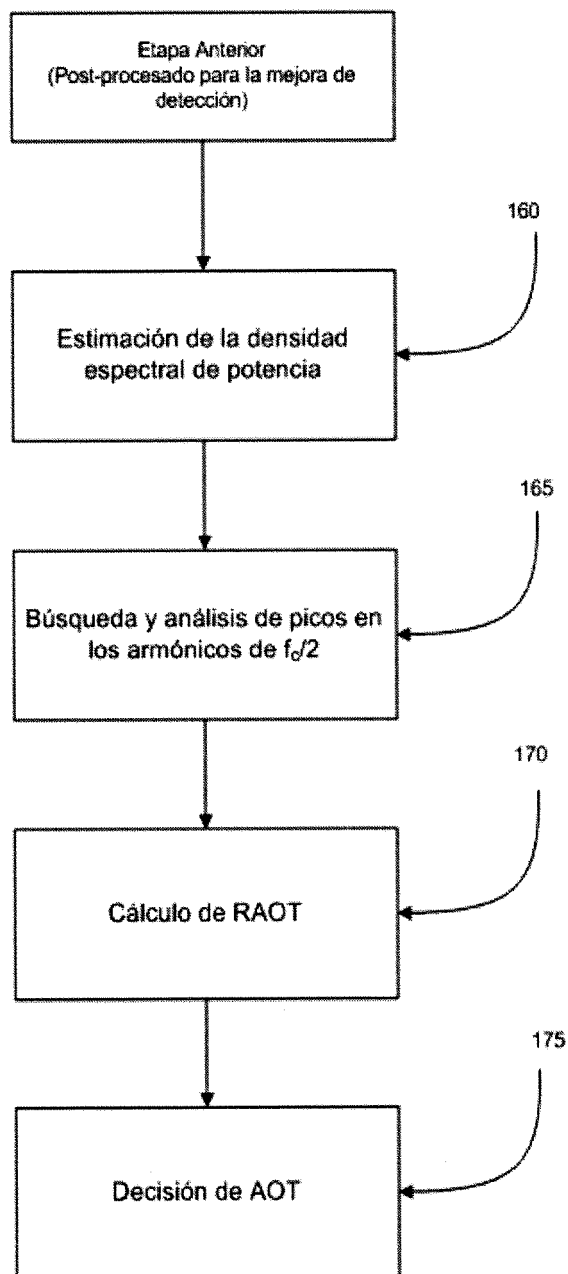 Etapa Anterior
(Post-procesado para la mejora de
detección)
160
Estimación de la densidad
espectral de potencia
165
Búsqueda y análisis de picos en
los armónicos de fc/2
170
Cálculo de RAOT
175
Decisión de AOT